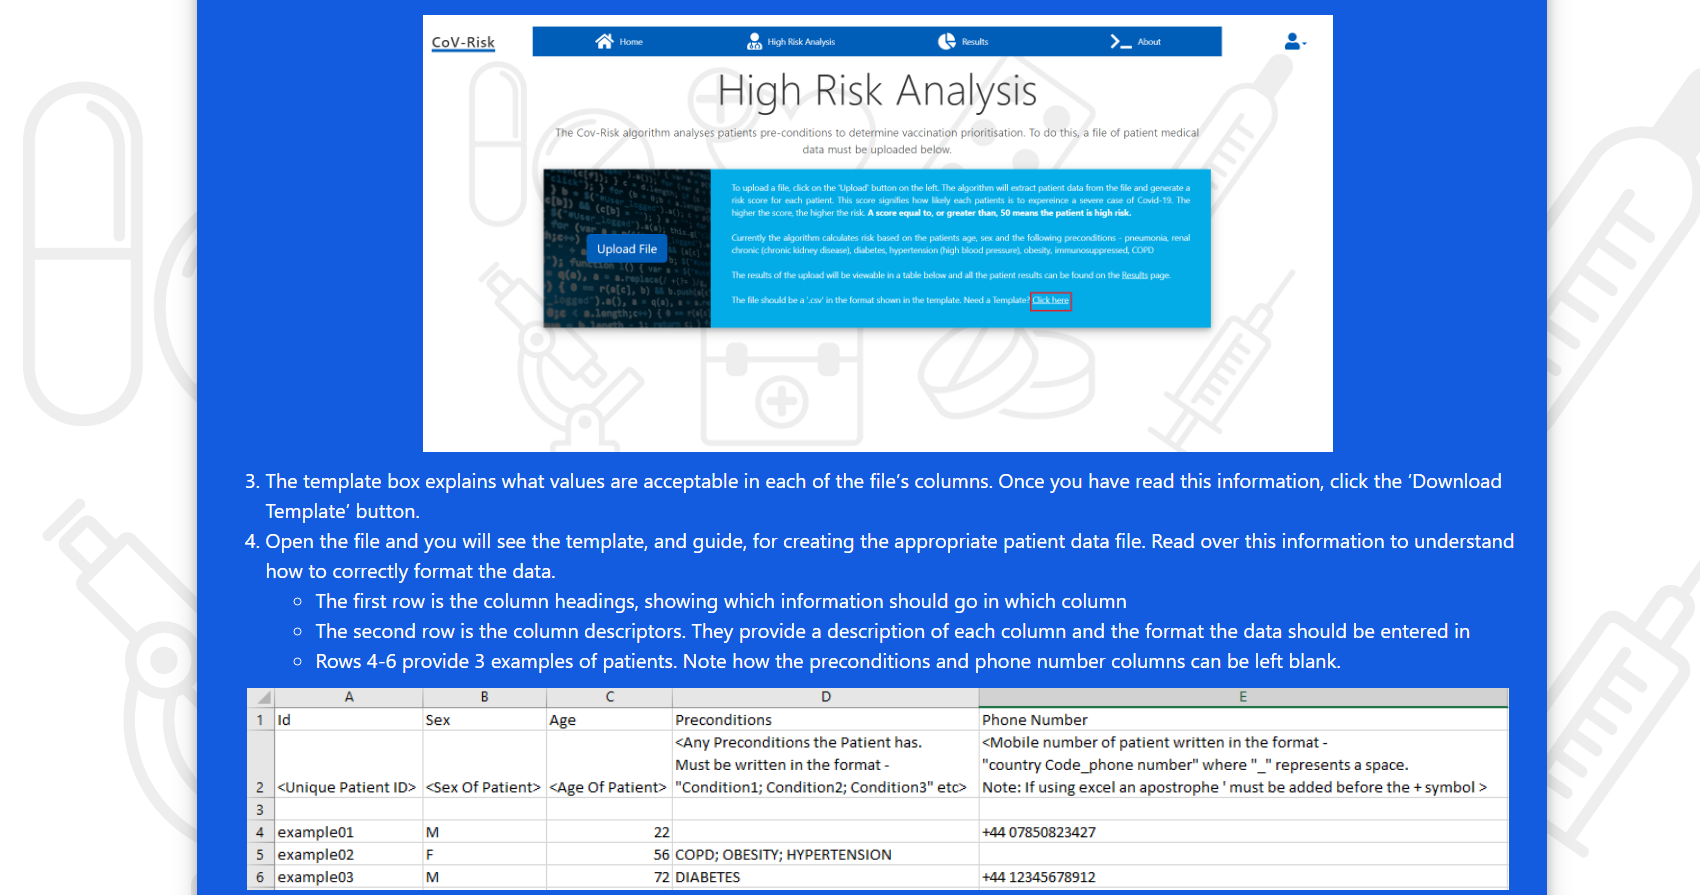 CoV-Risk
Home
High Risk Analysis
Results
About
High Risk Analysis
The Cov-Risk algorithm analyses patients pre-conditions to determine vaccination prioritisation. To do this, a file of patient medical
data must be uploaded below.
Upload File
To upload a file, click on the 'Upload' button on the left. The algorithm will extract patient data from the file and generate a
risk score for each patient. This score signifies how likely each patients is to expereince a severe case of Covid-19. The
higher the score, the higher the risk. A score equal to, or greater than, 50 means the patient is high risk.
Currently the algorithm calculates risk based on the patients age, sex and the following preconditions - pneumonia, renal
chronic (chronic kidney disease), diabetes, hypertension (high blood pressure), obesity, immunosuppressed, COPD
The results of the upload will be viewable in a table below and all the patient results can be found on the Results page.
The file should be a '.csv' in the format shown in the template. Need a Template? Click here
3. The template box explains what values are acceptable in each of the file’s columns. Once you have read this information, click the ‘Download
Template’ button.
4. Open the file and you will see the template, and guide, for creating the appropriate patient data file. Read over this information to understand
how to correctly format the data.
The first row is the column headings, showing which information should go in which column
The second row is the column descriptors. They provide a description of each column and the format the data should be entered in
Rows 4-6 provide 3 examples of patients. Note how the preconditions and phone number columns can be left blank.
A B C D E
1 Id Sex Age Preconditions Phone Number
<Any Preconditions the Patient has. <Mobile number of patient written in the format -
Must be written in the format - "country Code_phone number" where "_" represents a space.
2 <Unique Patient ID> <Sex Of Patient> <Age Of Patient> "Condition1; Condition2; Condition3" etc> Note: If using excel an apostrophe ' must be added before the + symbol >
3
4 example01 M 22 +44 07850823427
5 example02 F 56 COPD; OBESITY; HYPERTENSION
6 example03 M 72 DIABETES +44 12345678912